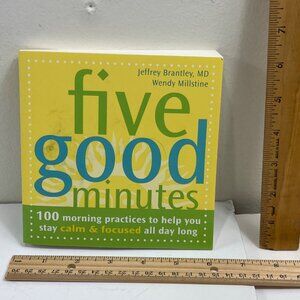 Jeffrey Brantley, MD
Wendy Millstine
five
good
minutes
100 morning practices to help you
stay calm & focused all day long